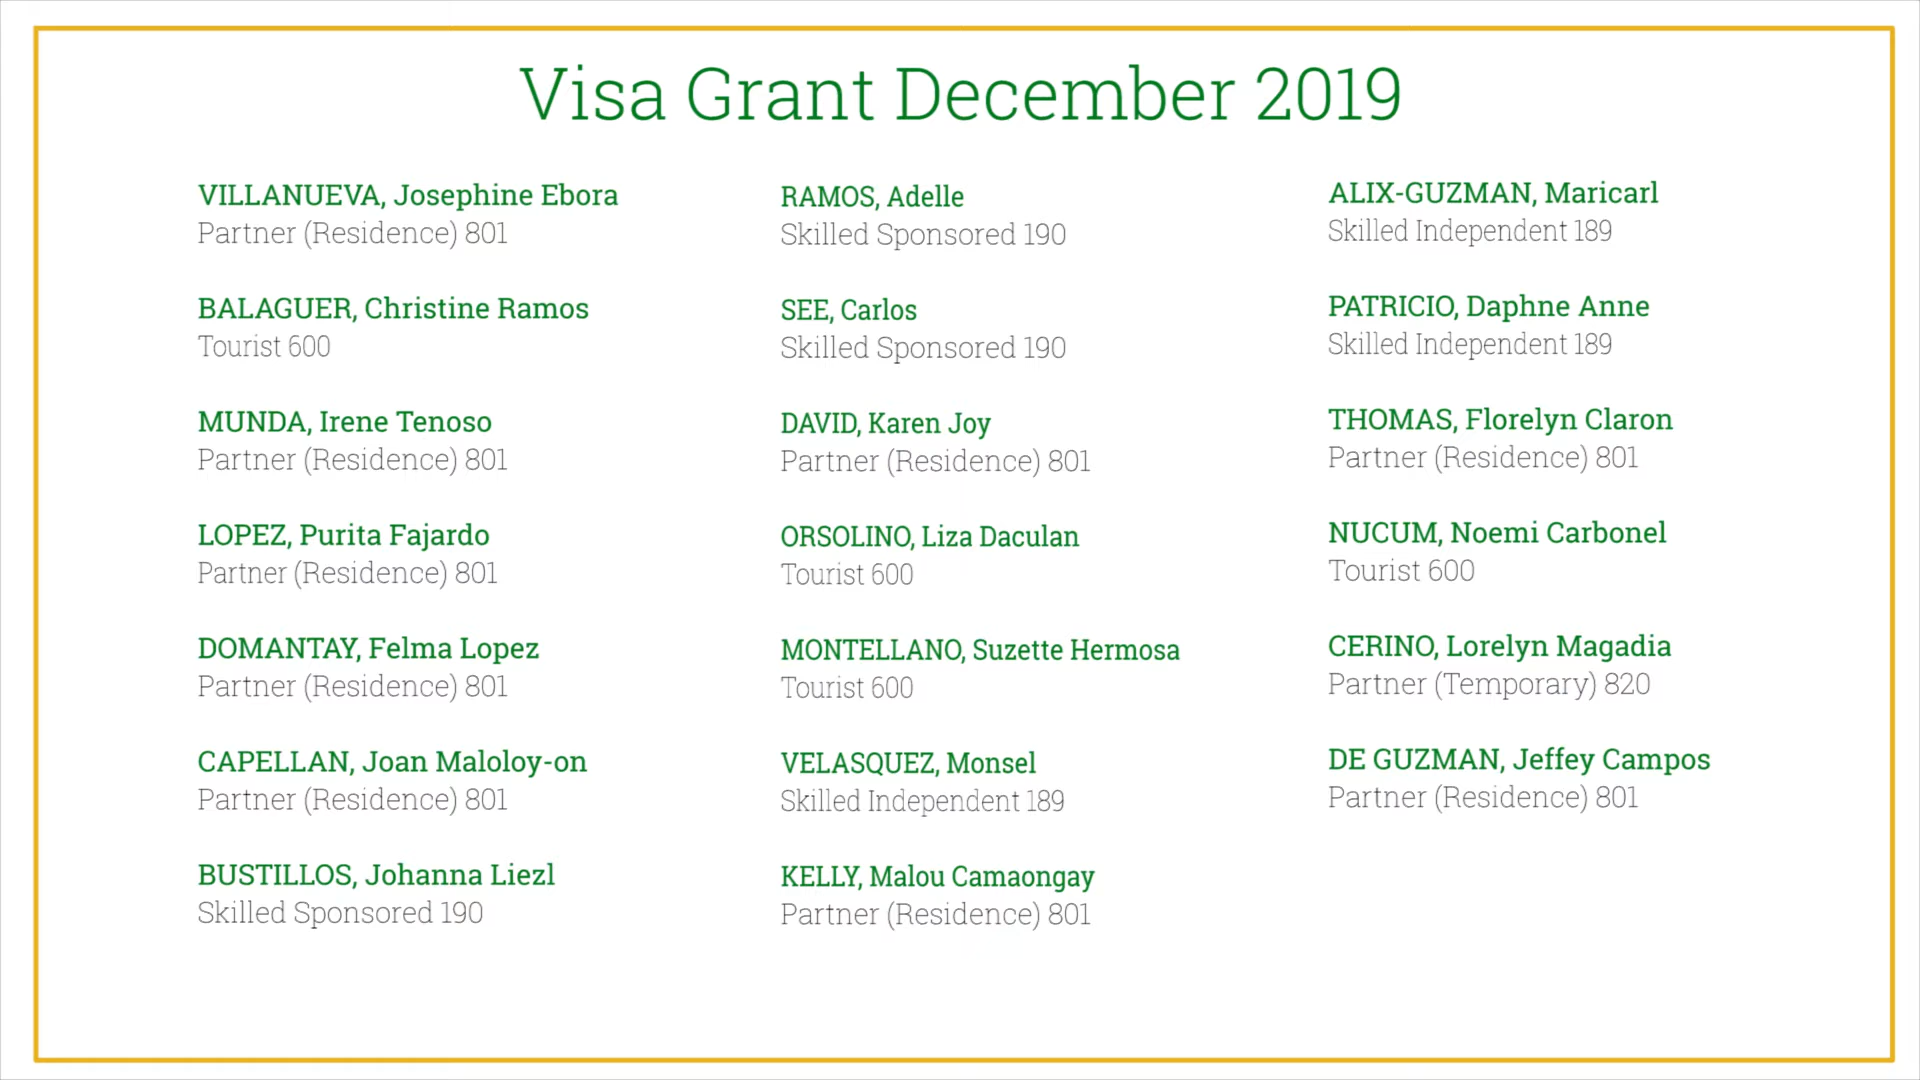 Visa Grant December 2019
VILLANUEVA, Josephine Ebora
Partner (Residence) 801
BALAGUER, Christine Ramos
Tourist 600
MUNDA, Irene Tenoso
Partner (Residence) 801
LOPEZ, Purita Fajardo
Partner (Residence) 801
DOMANTAY, Felma Lopez
Partner (Residence) 801
CAPELLAN, Joan Maloloy-on
Partner (Residence) 801
BUSTILLOS, Johanna Liezl
Skilled Sponsored 190
RAMOS, Adelle
Skilled Sponsored 190
SEE, Carlos
Skilled Sponsored 190
DAVID, Karen Joy
Partner (Residence) 801
ORSOLINO, Liza Daculan
Tourist 600
MONTELLANO, Suzette Hermosa
Tourist 600
VELASQUEZ, Monsel
Skilled Independent 189
KELLY, Malou Camaongay
Partner (Residence) 801
ALIX-GUZMAN, Maricarl
Skilled Independent 189
PATRICIO, Daphne Anne
Skilled Independent 189
THOMAS, Florelyn Claron
Partner (Residence) 801
NUCUM, Noemi Carbonel
Tourist 600
CERINO, Lorelyn Magadia
Partner (Temporary) 820
DE GUZMAN, Jeffey Campos
Partner (Residence) 801